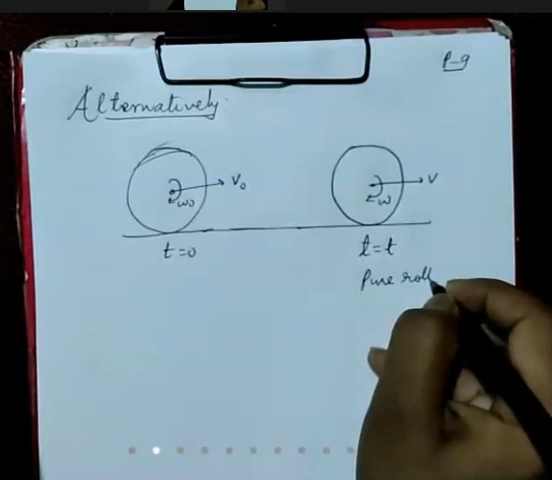 P-9
Alternatively:
ω₀ v₀
ω v
t=0
t=t
Pure roll